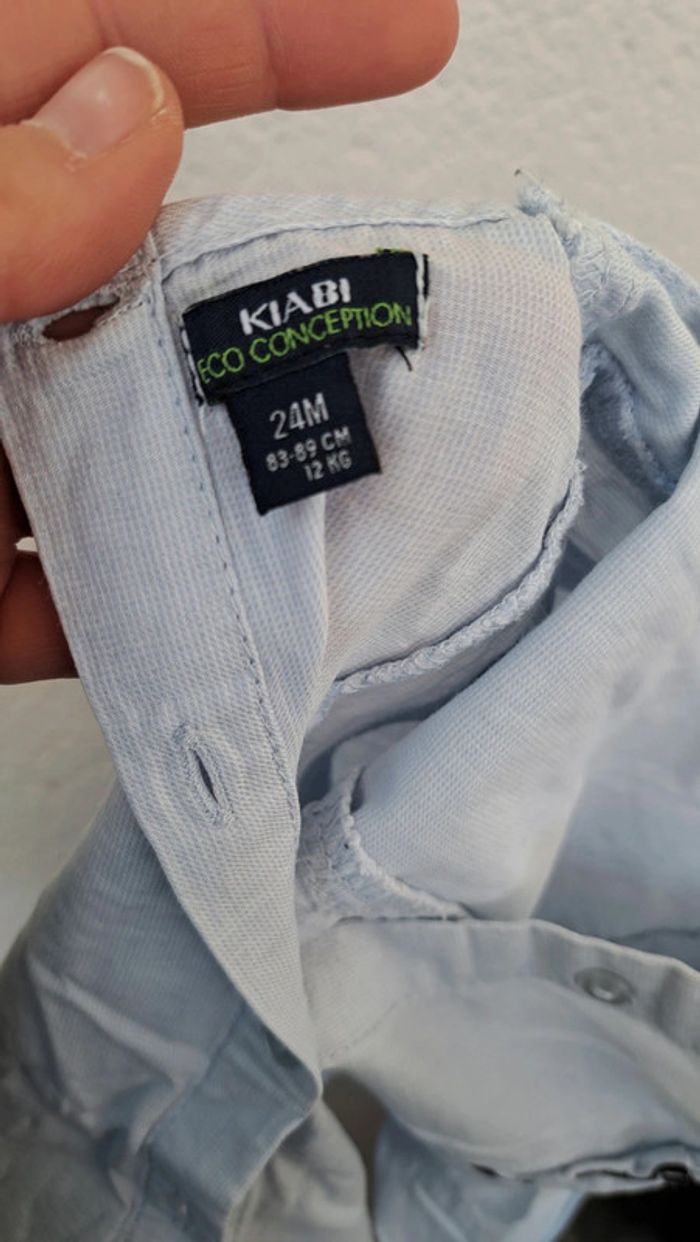 KIABI
ECO CONCEPTION
24M
83-89 CM
12 KG